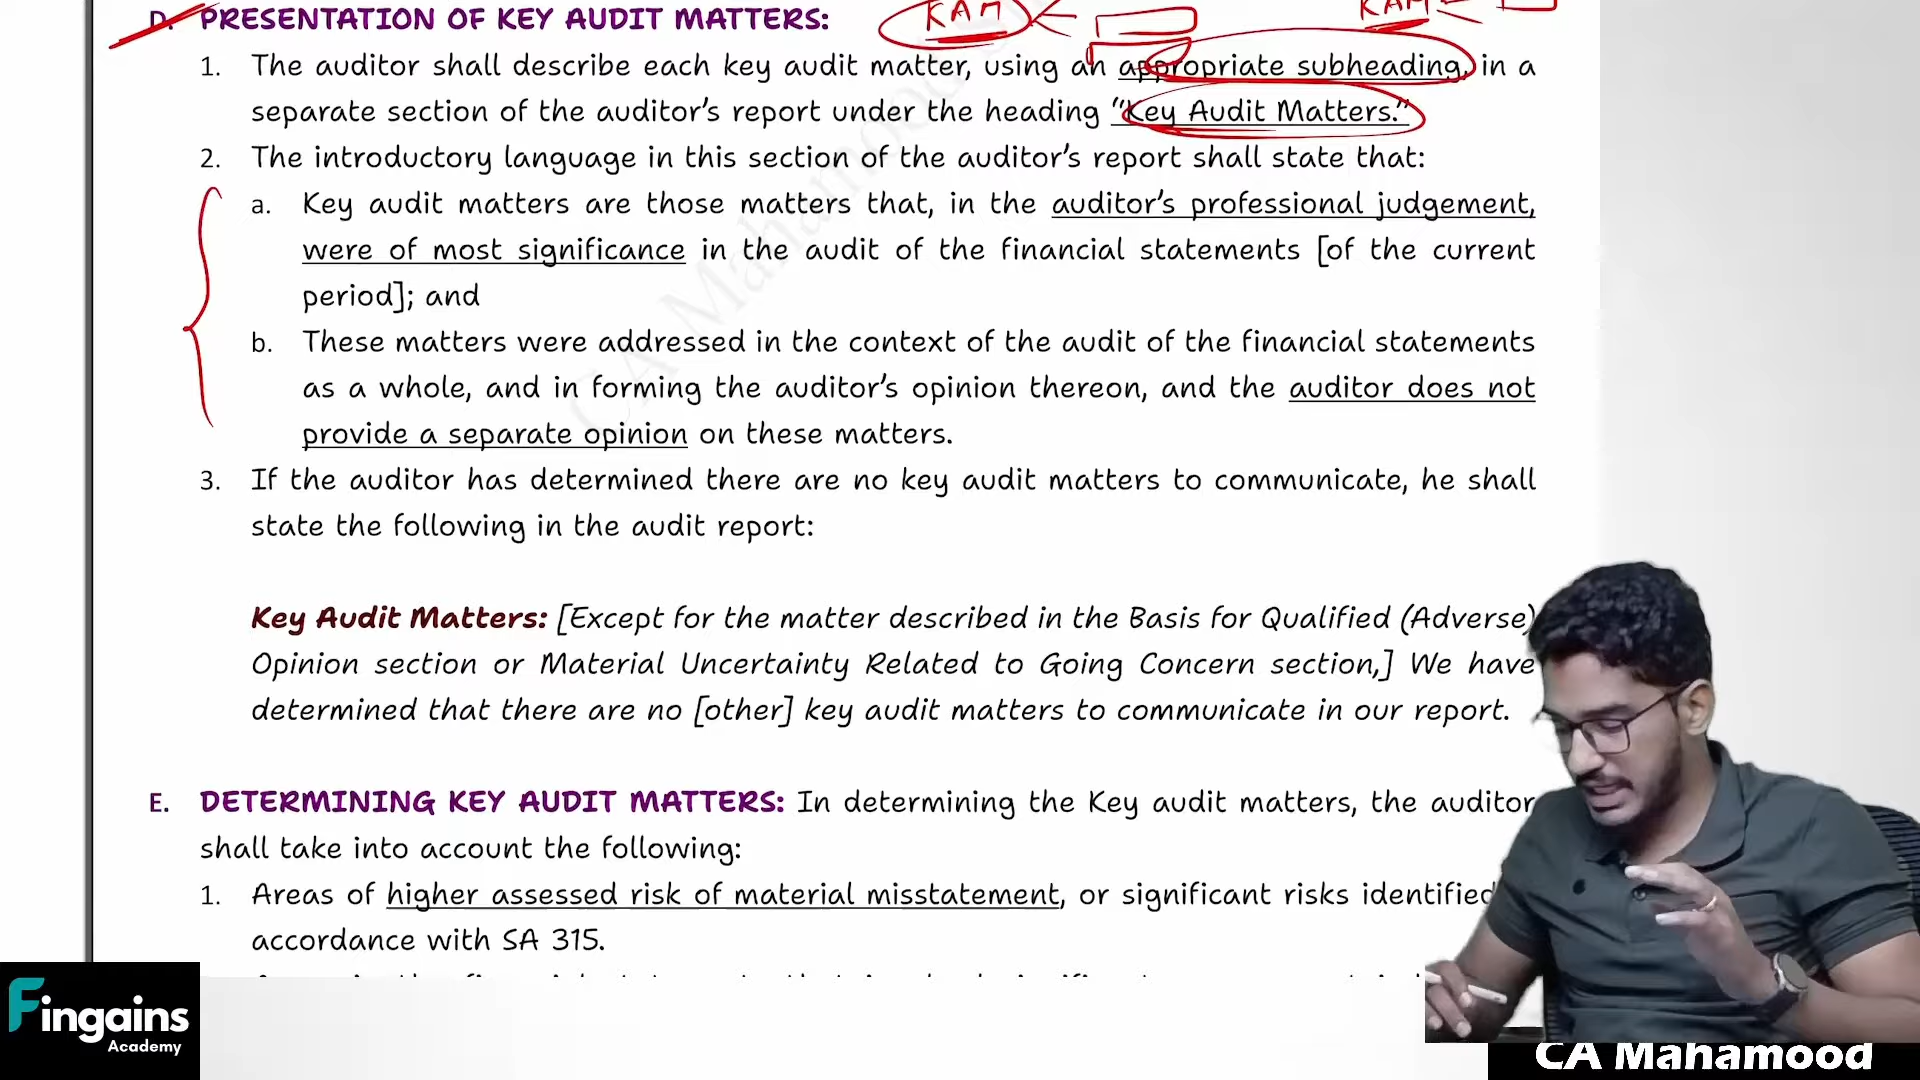 D. PRESENTATION OF KEY AUDIT MATTERS:
KAM
KAM
1. The auditor shall describe each key audit matter, using an appropriate subheading, in a
separate section of the auditor's report under the heading "Key Audit Matters."
2. The introductory language in this section of the auditor's report shall state that:
a. Key audit matters are those matters that, in the auditor's professional judgement,
were of most significance in the audit of the financial statements [of the current
period]; and
b. These matters were addressed in the context of the audit of the financial statements
as a whole, and in forming the auditor's opinion thereon, and the auditor does not
provide a separate opinion on these matters.
3. If the auditor has determined there are no key audit matters to communicate, he shall
state the following in the audit report:
Key Audit Matters: [Except for the matter described in the Basis for Qualified (Adverse)
Opinion section or Material Uncertainty Related to Going Concern section,] We have
determined that there are no [other] key audit matters to communicate in our report.
E. DETERMINING KEY AUDIT MATTERS: In determining the Key audit matters, the auditor
shall take into account the following:
1. Areas of higher assessed risk of material misstatement, or significant risks identified
accordance with SA 315.
CA Mahamood
Fingains
Academy
CA Mahamood